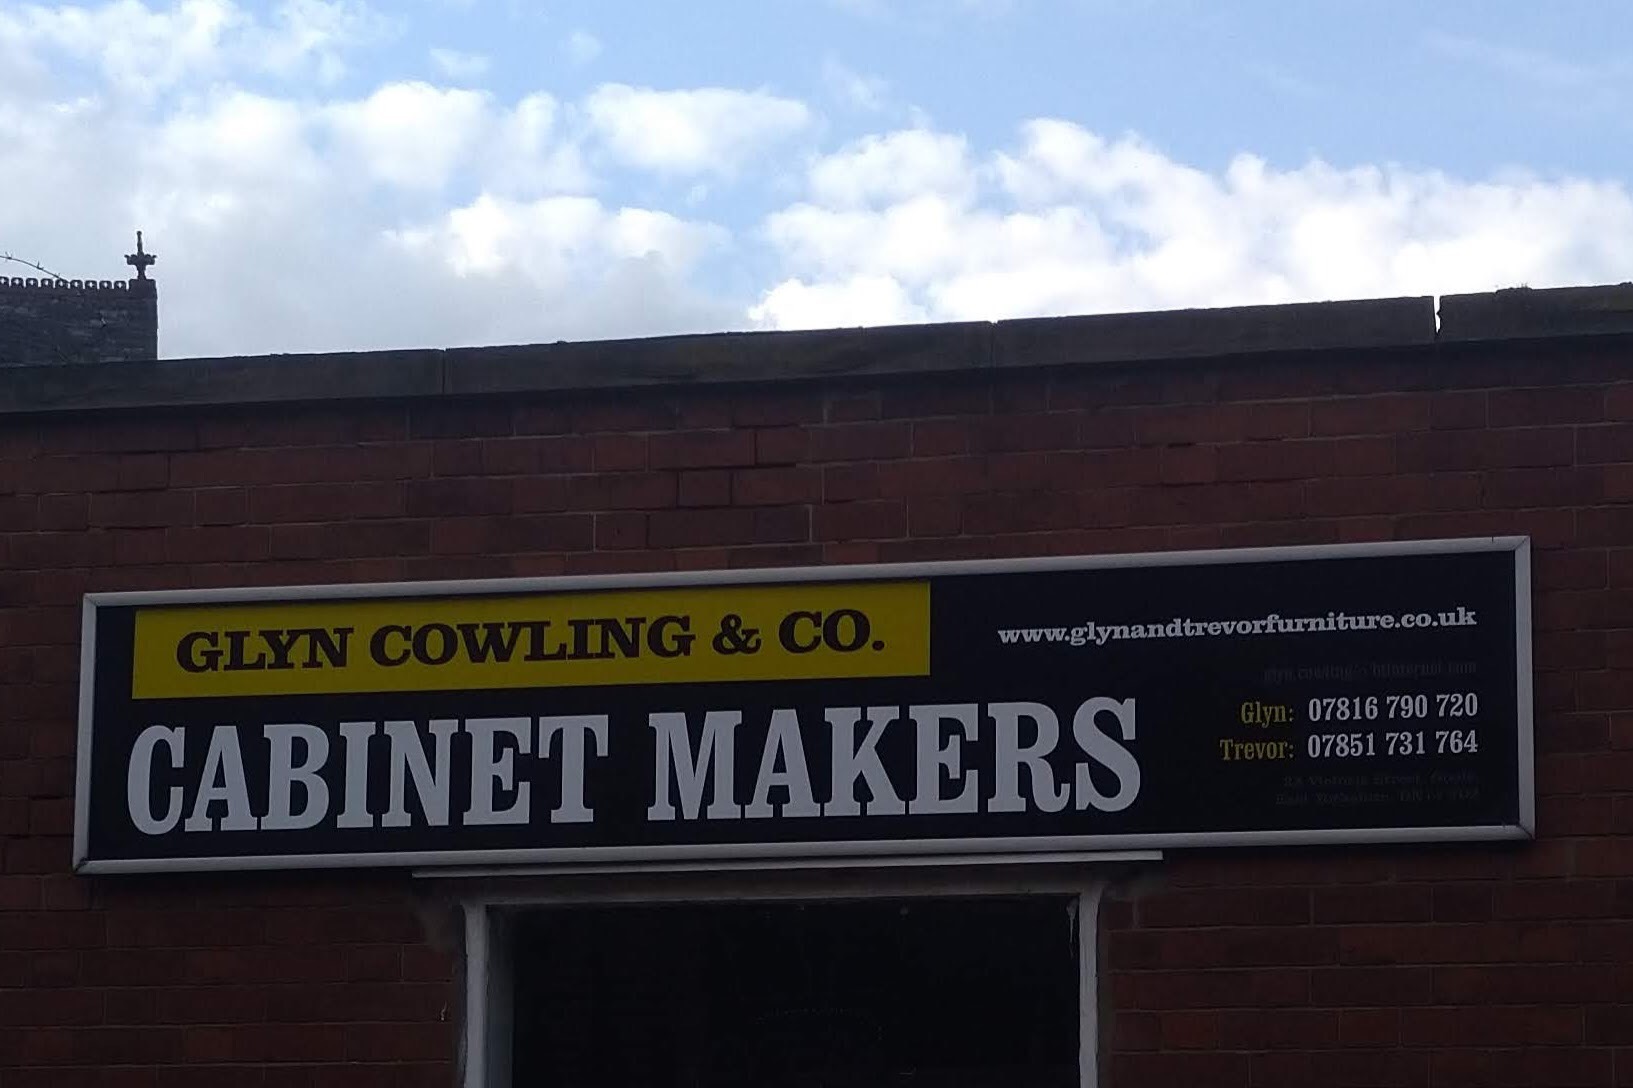 GLYN COWLING & CO.
CABINET MAKERS
www.glynandtrevorfurniture.co.uk
Glyn: 07816 790 720
Trevor: 07851 731 764